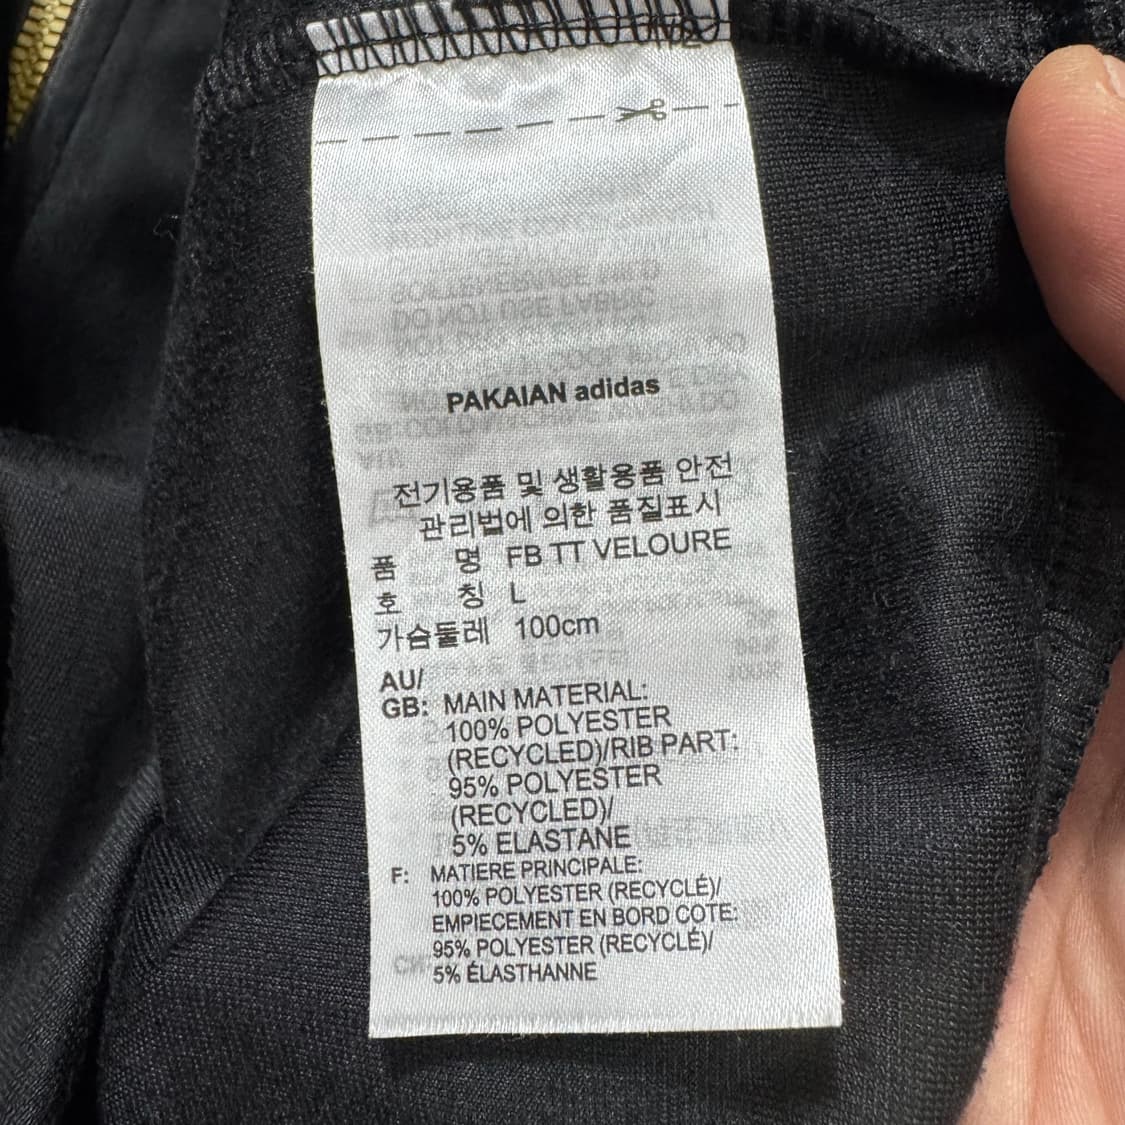 PAKAIAN adidas
전기용품 및 생활용품 안전
관리법에 의한 품질표시
품 명 FB TT VELOURE
호 칭 L
가슴둘레 100cm
AU/
GB: MAIN MATERIAL:
100% POLYESTER
(RECYCLED)/RIB PART:
95% POLYESTER
(RECYCLED)/
5% ELASTANE
F: MATIERE PRINCIPALE:
100% POLYESTER (RECYCLÉ)/
EMPIECEMENT EN BORD COTE:
95% POLYESTER (RECYCLÉ)/
5% ÉLASTHANNE